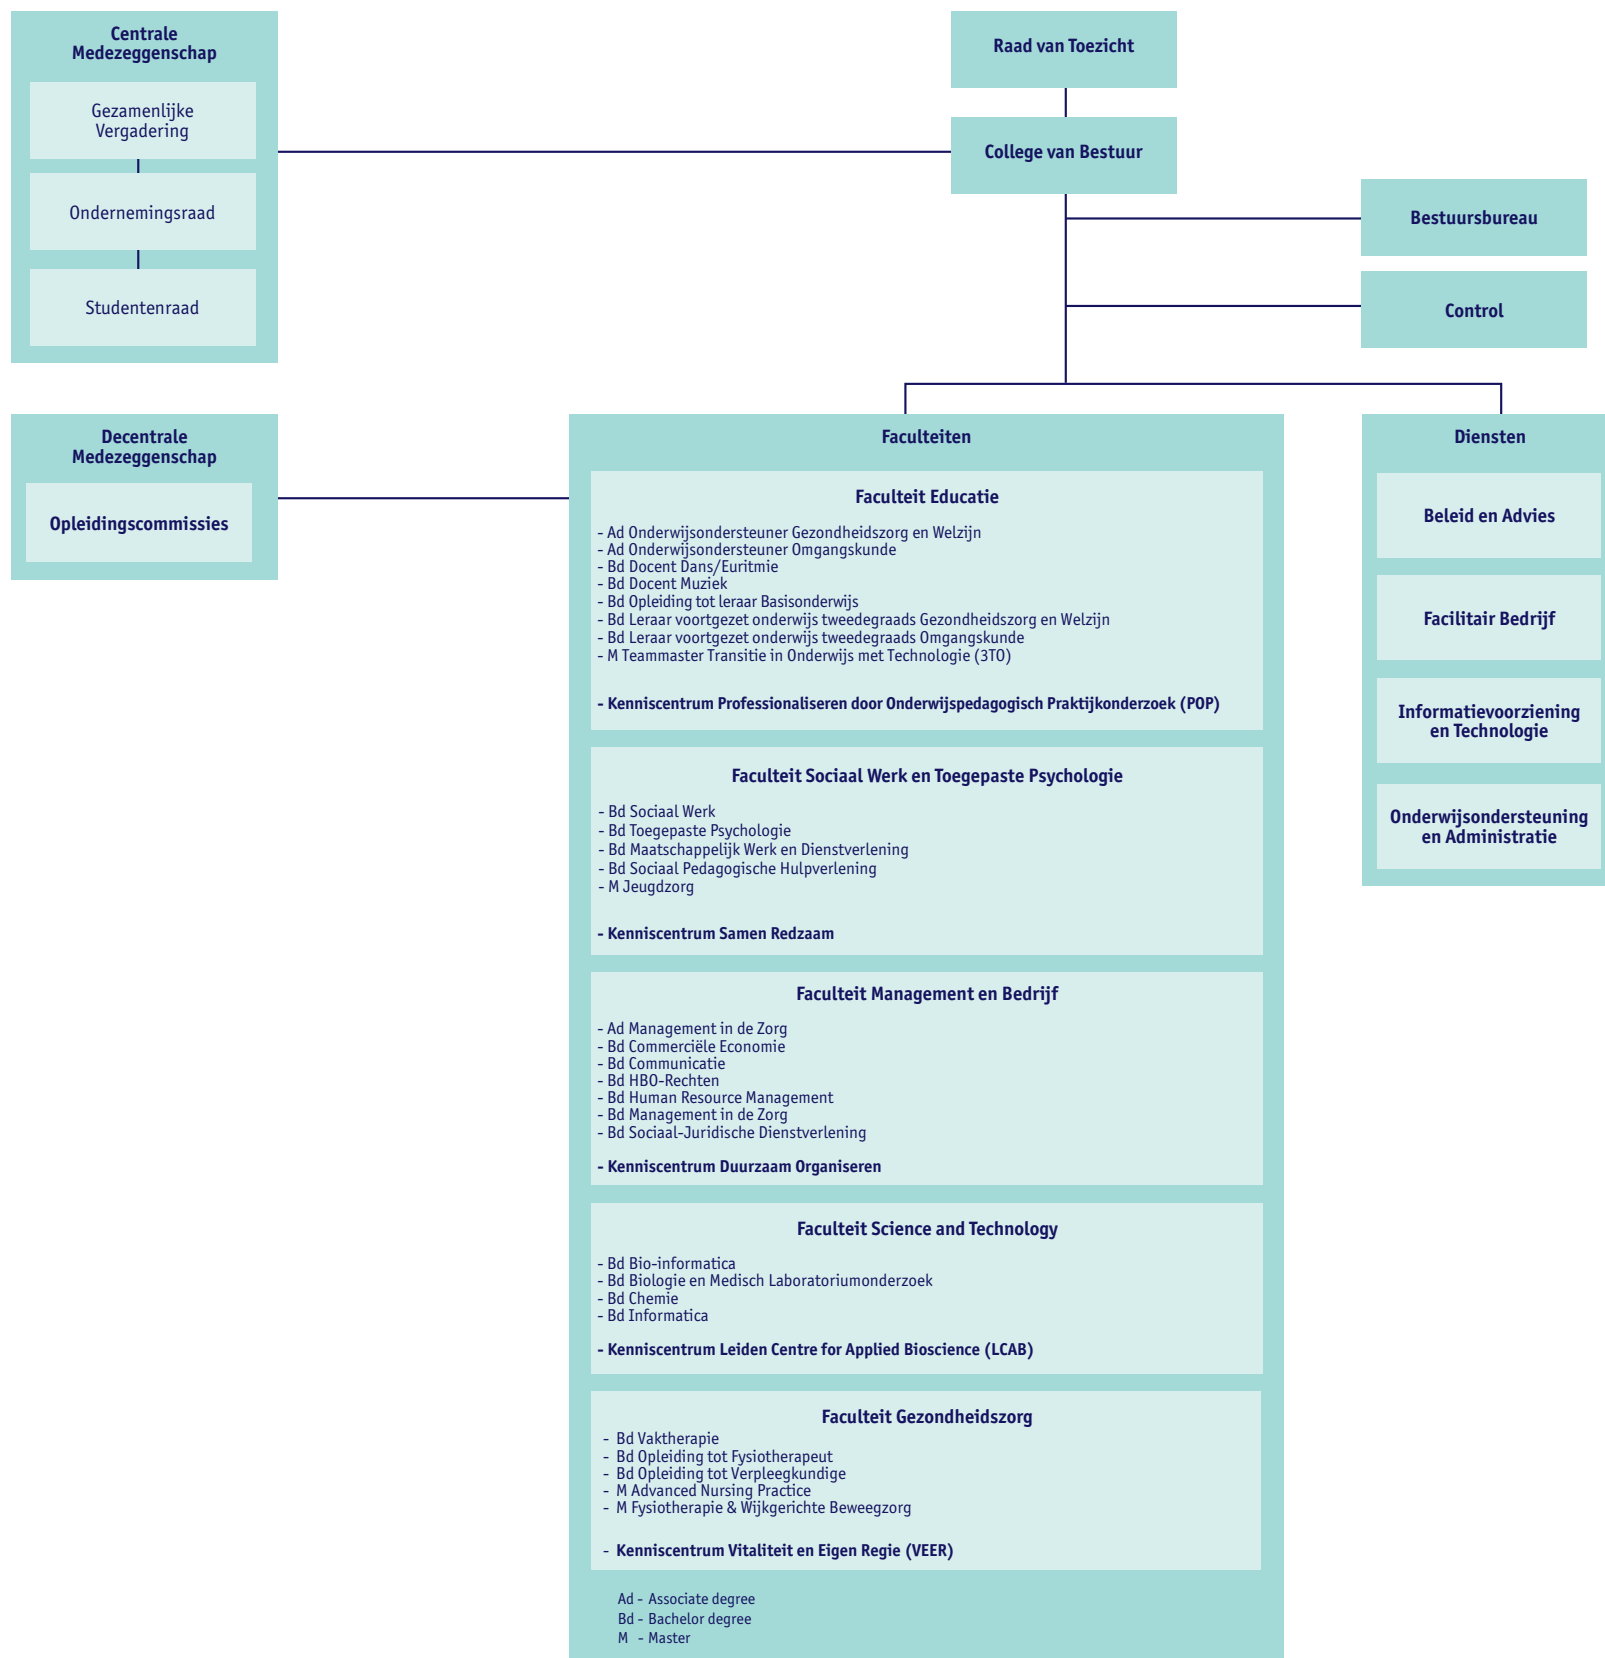 Centrale
Medezeggenschap
Gezamenlijke
Vergadering
Ondernemingsraad
Studentenraad
Raad van Toezicht
College van Bestuur
Bestuursbureau
Control
Decentrale
Medezeggenschap
Opleidingscommissies
Faculteiten
Faculteit Educatie
- Ad Onderwijsondersteuner Gezondheidszorg en Welzijn
- Ad Onderwijsondersteuner Omgangskunde
- Bd Docent Dans/Euritmie
- Bd Docent Muziek
- Bd Opleiding tot leraar Basisonderwijs
- Bd Leraar voortgezet onderwijs tweedegraads Gezondheidszorg en Welzijn
- Bd Leraar voortgezet onderwijs tweedegraads Omgangskunde
- M Teammaster Transitie in Onderwijs met Technologie (3TO)
- Kenniscentrum Professionaliseren door Onderwijspedagogisch Praktijkonderzoek (POP)
Faculteit Sociaal Werk en Toegepaste Psychologie
- Bd Sociaal Werk
- Bd Toegepaste Psychologie
- Bd Maatschappelijk Werk en Dienstverlening
- Bd Sociaal Pedagogische Hulpverlening
- M Jeugdzorg
- Kenniscentrum Samen Redzaam
Faculteit Management en Bedrijf
- Ad Management in de Zorg
- Bd Commerciële Economie
- Bd Communicatie
- Bd HBO-Rechten
- Bd Human Resource Management
- Bd Management in de Zorg
- Bd Sociaal-Juridische Dienstverlening
- Kenniscentrum Duurzaam Organiseren
Faculteit Science and Technology
- Bd Bio-informatica
- Bd Biologie en Medisch Laboratoriumonderzoek
- Bd Chemie
- Bd Informatica
- Kenniscentrum Leiden Centre for Applied Bioscience (LCAB)
Faculteit Gezondheidszorg
- Bd Vaktherapie
- Bd Opleiding tot Fysiotherapeut
- Bd Opleiding tot Verpleegkundige
- M Advanced Nursing Practice
- M Fysiotherapie & Wijkgerichte Beweegzorg
- Kenniscentrum Vitaliteit en Eigen Regie (VEER)
Ad - Associate degree
Bd - Bachelor degree
M - Master
Diensten
Beleid en Advies
Facilitair Bedrijf
Informatievoorziening
en Technologie
Onderwijsondersteuning
en Administratie